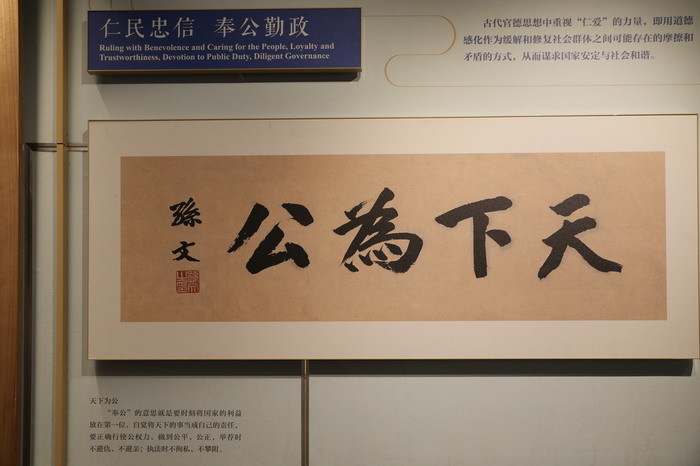 仁民忠信 奉公勤政
Ruling with Benevolence and Caring for the People, Loyalty and
Trustworthiness, Devotion to Public Duty, Diligent Governance
古代官德思想中重视“仁爱”的力量，即用道德
感化作为缓解和修复社会群体之间可能存在的摩擦和
矛盾的方式，从而谋求国家安定与社会和谐。
天下為公
孫文
天下为公
“奉公”的意思就是要时刻将国家的利益
放在第一位，自觉将天下的事当成自己的责任，
要正确行使公权力，做到公平、公正，举荐时
不避仇、不避亲；执法时不徇私、不攀附。